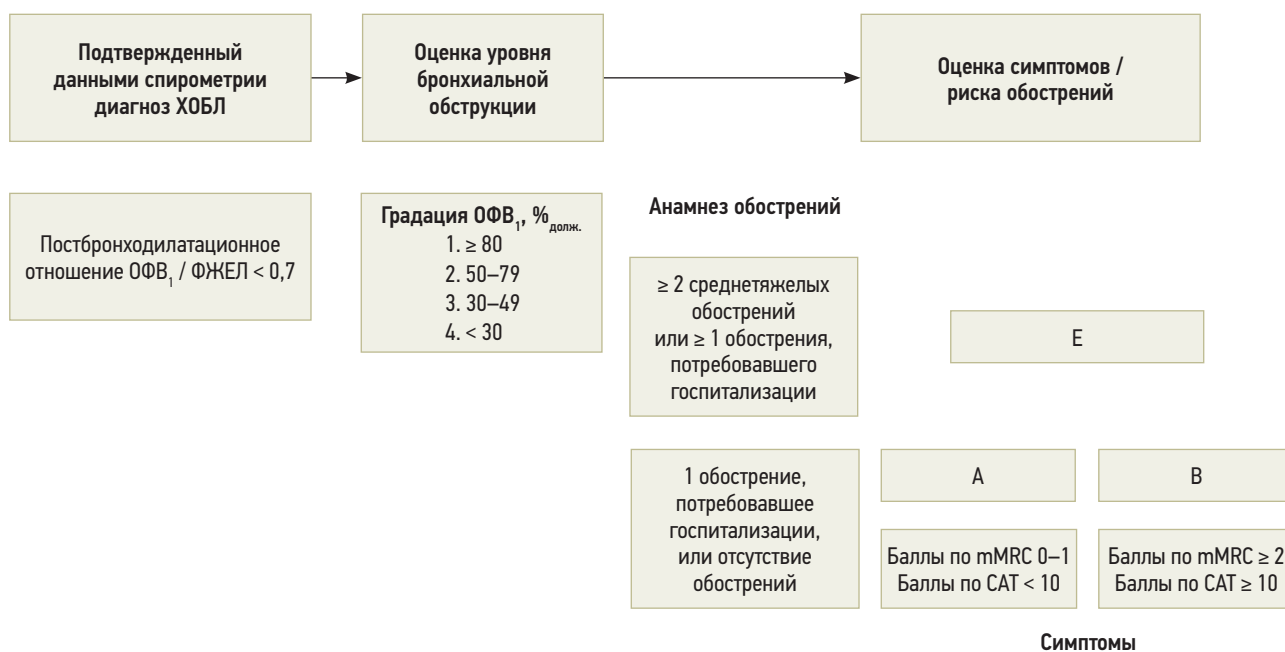 Подтвержденный
данными спирометрии
диагноз ХОБЛ
Оценка уровня
бронхиальной
обструкции
Оценка симптомов /
риска обострений
Постбронходилатационное
отношение ОФВ₁ / ФЖЕЛ < 0,7
Градация ОФВ₁, %долж.
1. ≥ 80
2. 50–79
3. 30–49
4. < 30
Анамнез обострений
≥ 2 среднетяжелых
обострений
или ≥ 1 обострения,
потребовавшего
госпитализации
E
1 обострение,
потребовавшее
госпитализации,
или отсутствие
обострений
A
B
Баллы по mMRC 0–1
Баллы по CAT < 10
Баллы по mMRC ≥ 2
Баллы по CAT ≥ 10
Симптомы